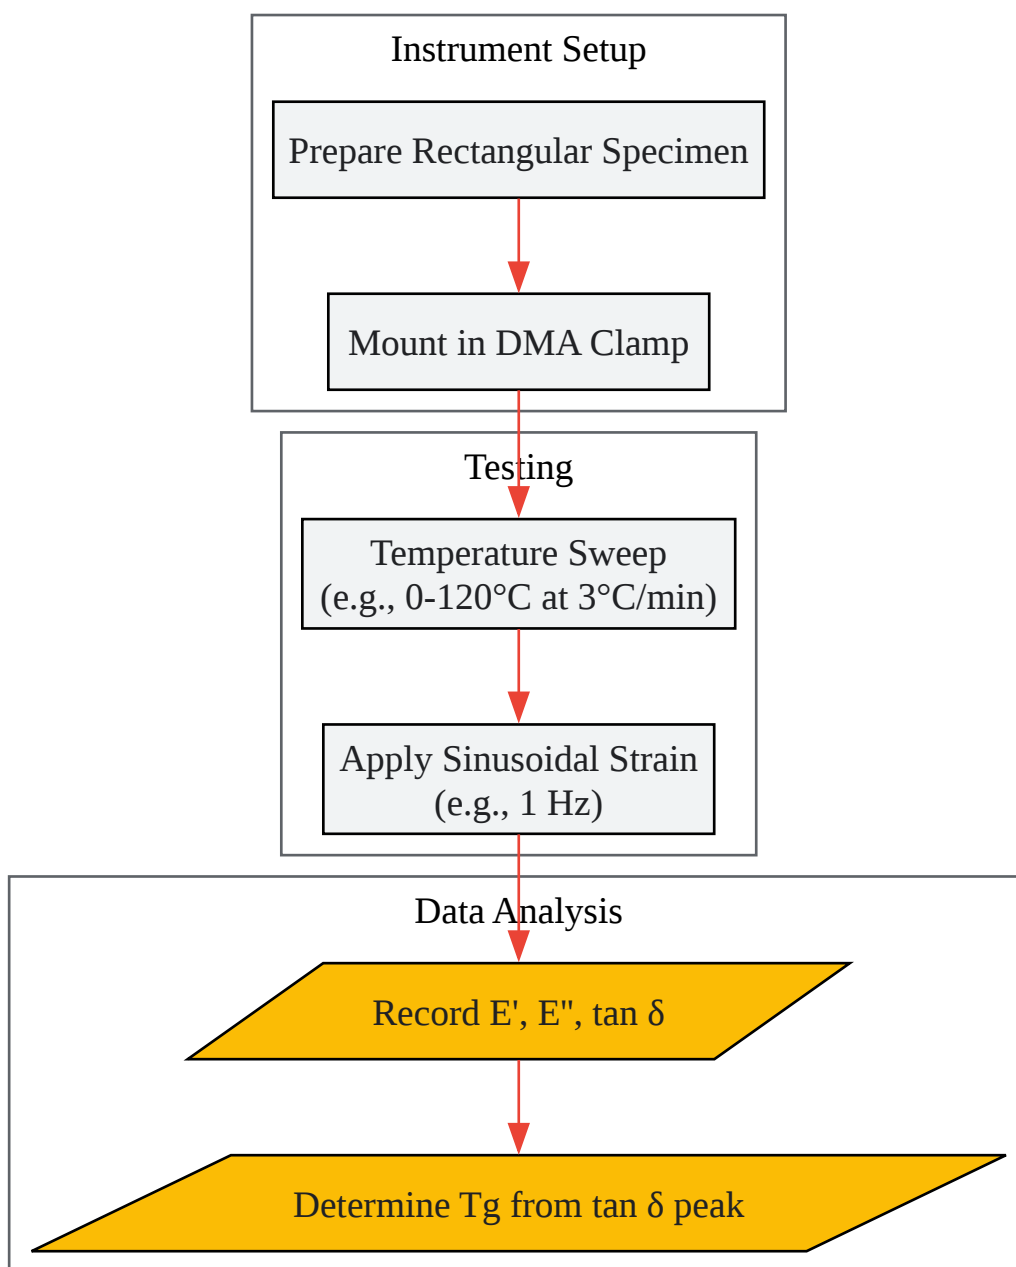 Instrument Setup
Prepare Rectangular Specimen
Mount in DMA Clamp
Testing
Temperature Sweep
(e.g., 0-120°C at 3°C/min)
Apply Sinusoidal Strain
(e.g., 1 Hz)
Data Analysis
Record E', E'', tan δ
Determine Tg from tan δ peak